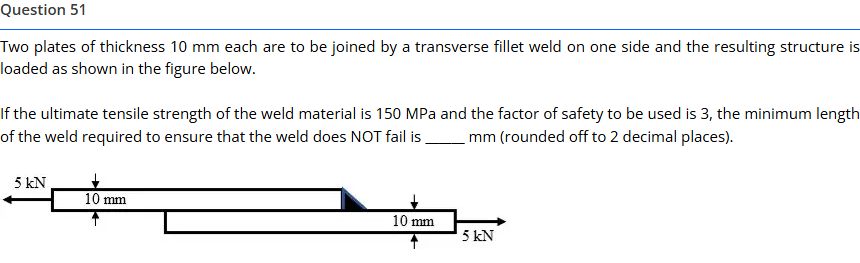 Question 51
Two plates of thickness 10 mm each are to be joined by a transverse fillet weld on one side and the resulting structure is
loaded as shown in the figure below.
If the ultimate tensile strength of the weld material is 150 MPa and the factor of safety to be used is 3, the minimum length
of the weld required to ensure that the weld does NOT fail is _____ mm (rounded off to 2 decimal places).
5 kN
10 mm
10 mm
5 kN